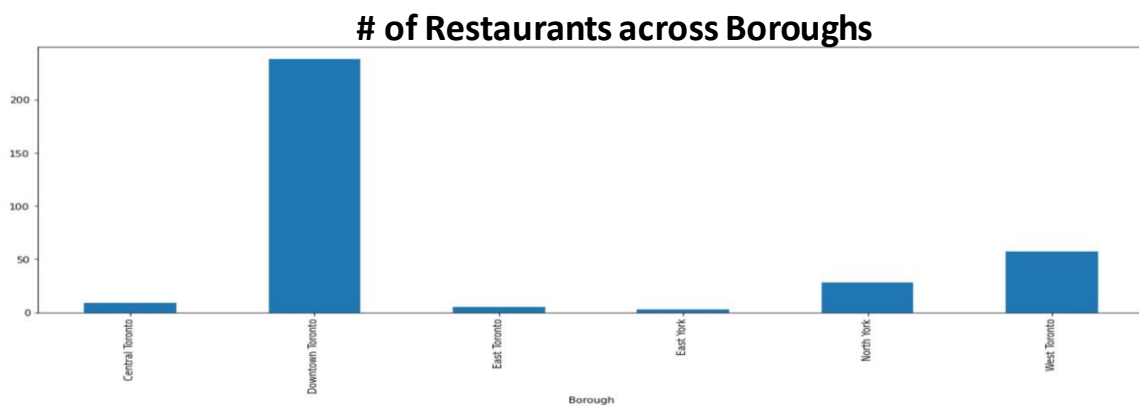 # of Restaurants across Boroughs
200
150
100
50
0
Central Toronto
Downtown Toronto
East Toronto
East York
North York
West Toronto
Borough